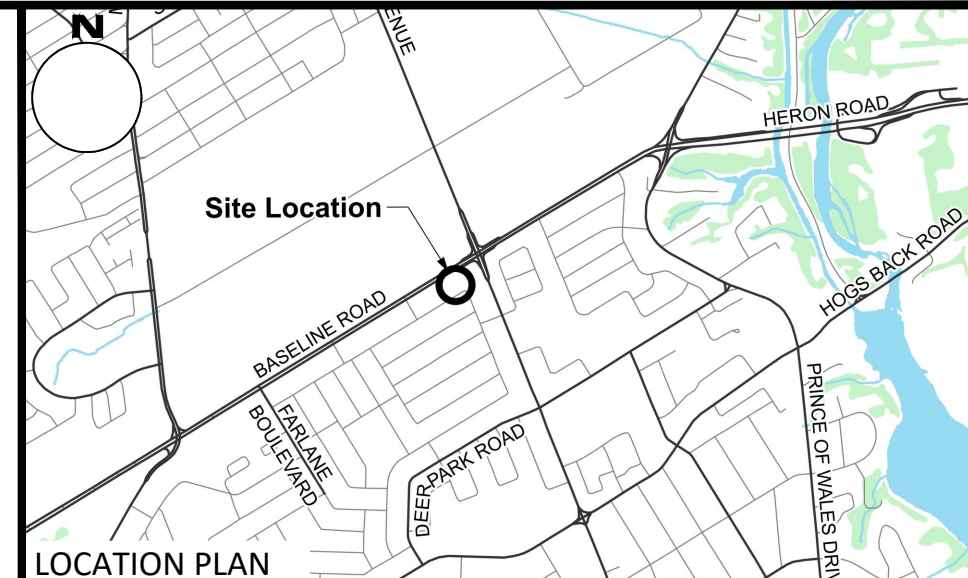 N
ENUE
HERON ROAD
Site Location
HOGS BACK ROAD
BASELINE ROAD
FARLANE
BOULEVARD
DEER PARK ROAD
PRINCE OF WALES DRIV
LOCATION PLAN